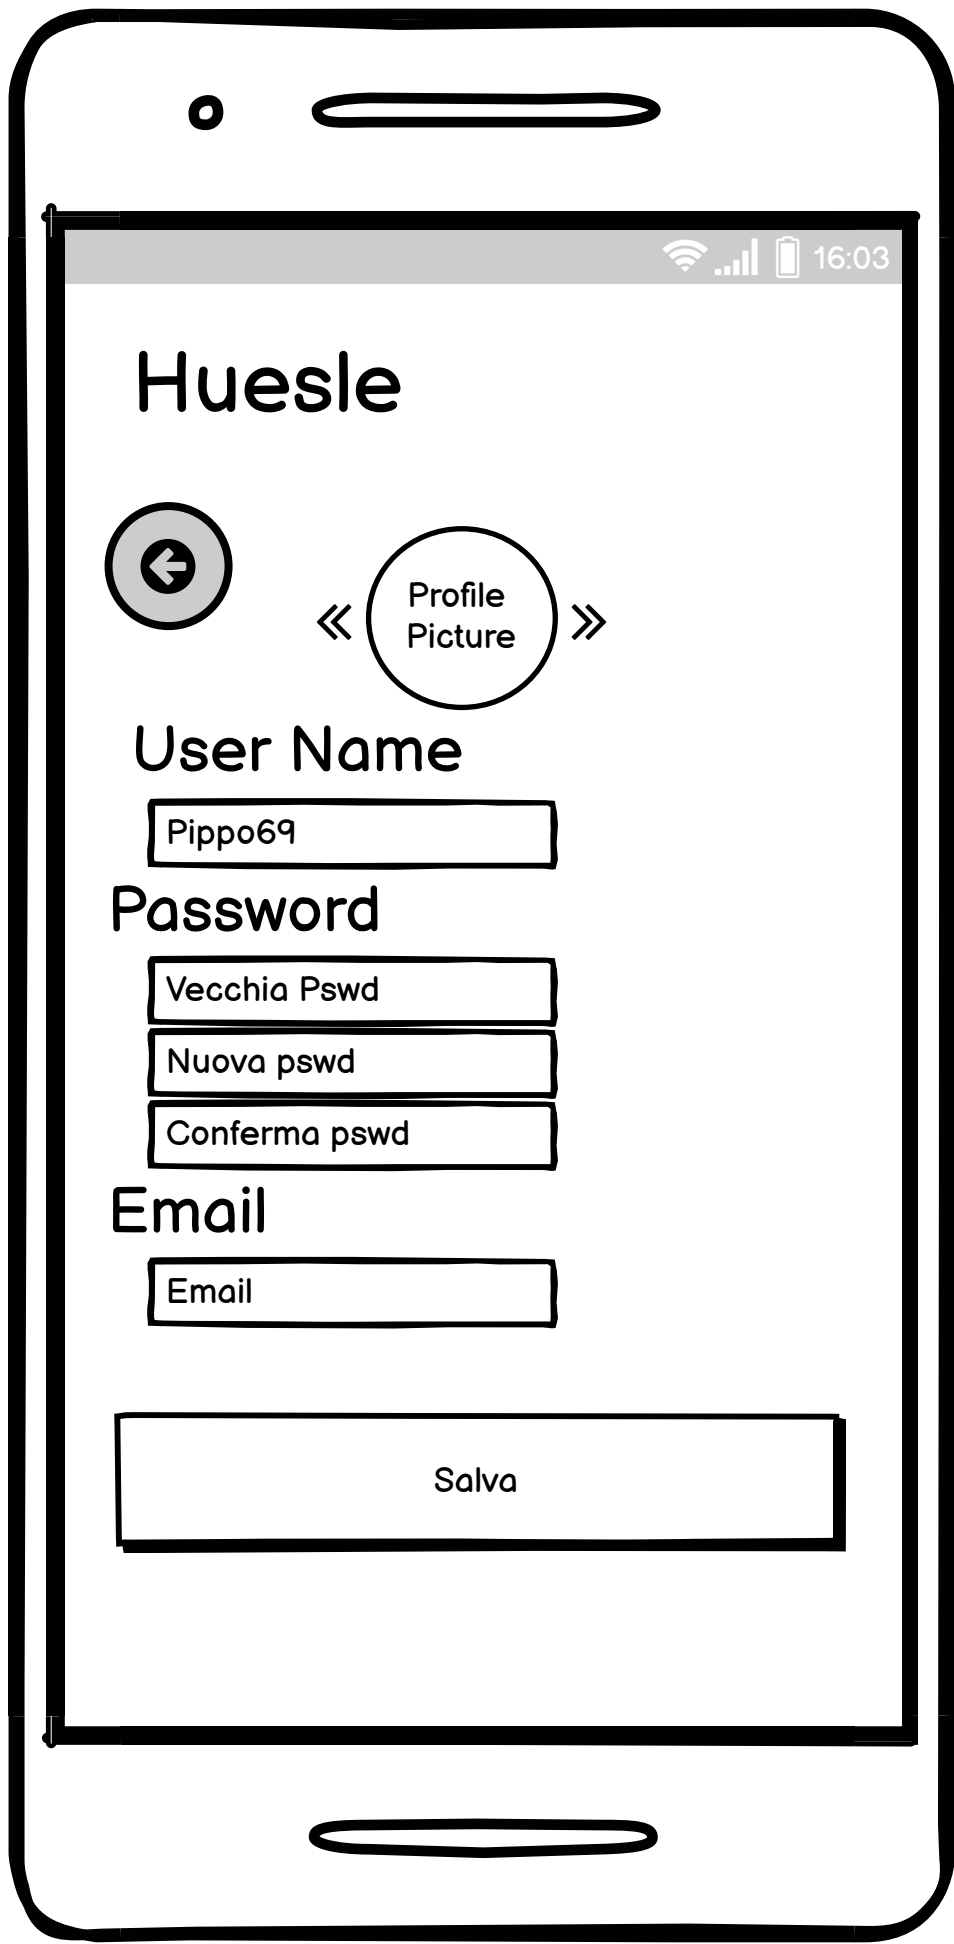 16:03
Huesle
Profile
Picture
User Name
Pippo69
Password
Vecchia Pswd
Nuova pswd
Conferma pswd
Email
Email
Salva